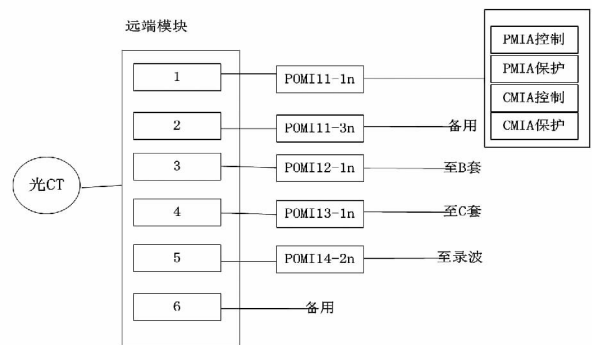 远端模块
光CT
1
2
3
4
5
6
POMI11-1n
POMI11-3n
POMI12-1n
POMI13-1n
POMI14-2n
备用
备用
至B套
至C套
至录波
PMIA控制
PMIA保护
CMIA控制
CMIA保护